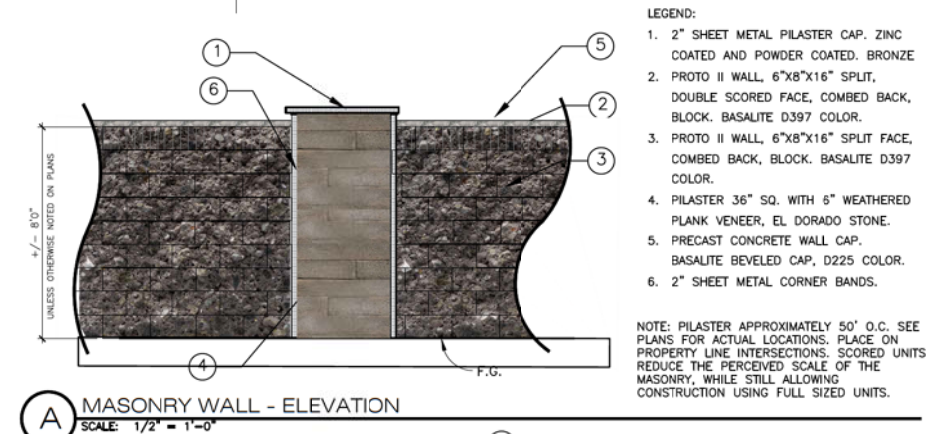 LEGEND:
1. 2" SHEET METAL PILASTER CAP. ZINC
COATED AND POWDER COATED. BRONZE
2. PROTO II WALL, 6"X8"X16" SPLIT,
DOUBLE SCORED FACE, COMBED BACK,
BLOCK. BASALITE D397 COLOR.
3. PROTO II WALL, 6"X8"X16" SPLIT FACE,
COMBED BACK, BLOCK. BASALITE D397
COLOR.
4. PILASTER 36" SQ. WITH 6" WEATHERED
PLANK VENEER, EL DORADO STONE.
5. PRECAST CONCRETE WALL CAP.
BASALITE BEVELED CAP, D225 COLOR.
6. 2" SHEET METAL CORNER BANDS.
NOTE: PILASTER APPROXIMATELY 50' O.C. SEE
PLANS FOR ACTUAL LOCATIONS. PLACE ON
PROPERTY LINE INTERSECTIONS. SCORED UNITS
REDUCE THE PERCEIVED SCALE OF THE
MASONRY, WHILE STILL ALLOWING
CONSTRUCTION USING FULL SIZED UNITS.
1
5
6
2
3
4
+/- 8'0"
UNLESS OTHERWISE NOTED ON PLANS
F.G.
A
MASONRY WALL - ELEVATION
SCALE: 1/2" = 1'-0"